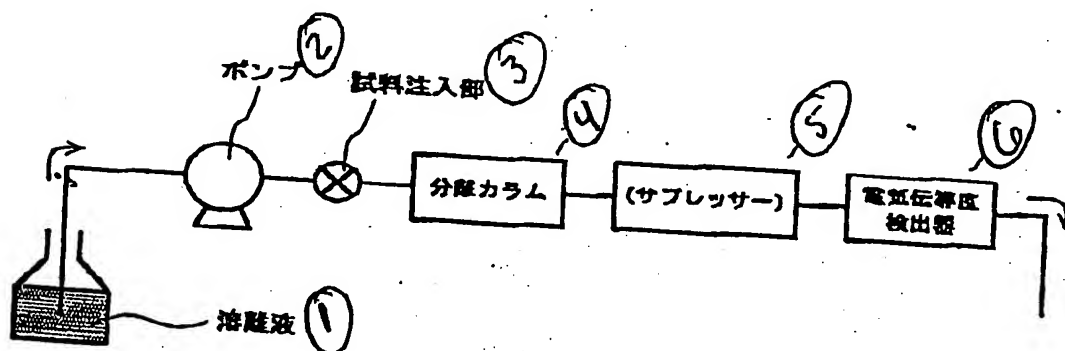 ポンプ 2
試料注入部 3
4
5
6
分離カラム
(サプレッサー)
電気伝導度
検出器
溶離液 1